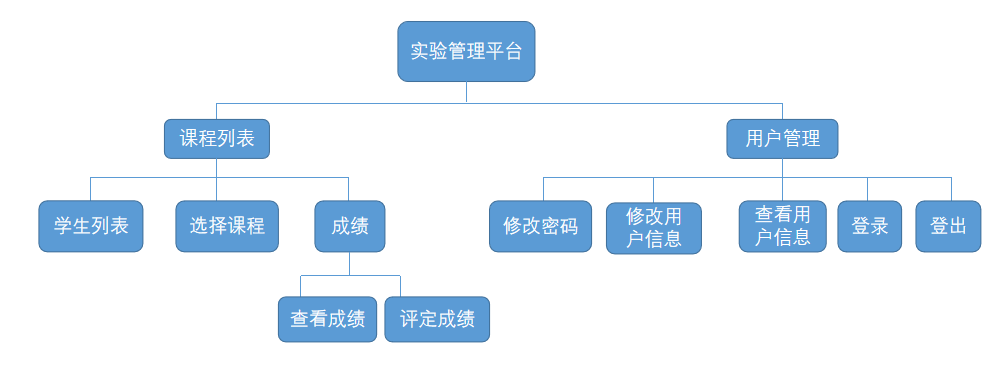 实验管理平台
课程列表
用户管理
学生列表
选择课程
成绩
修改密码
修改用
户信息
查看用
户信息
登录
登出
查看成绩
评定成绩